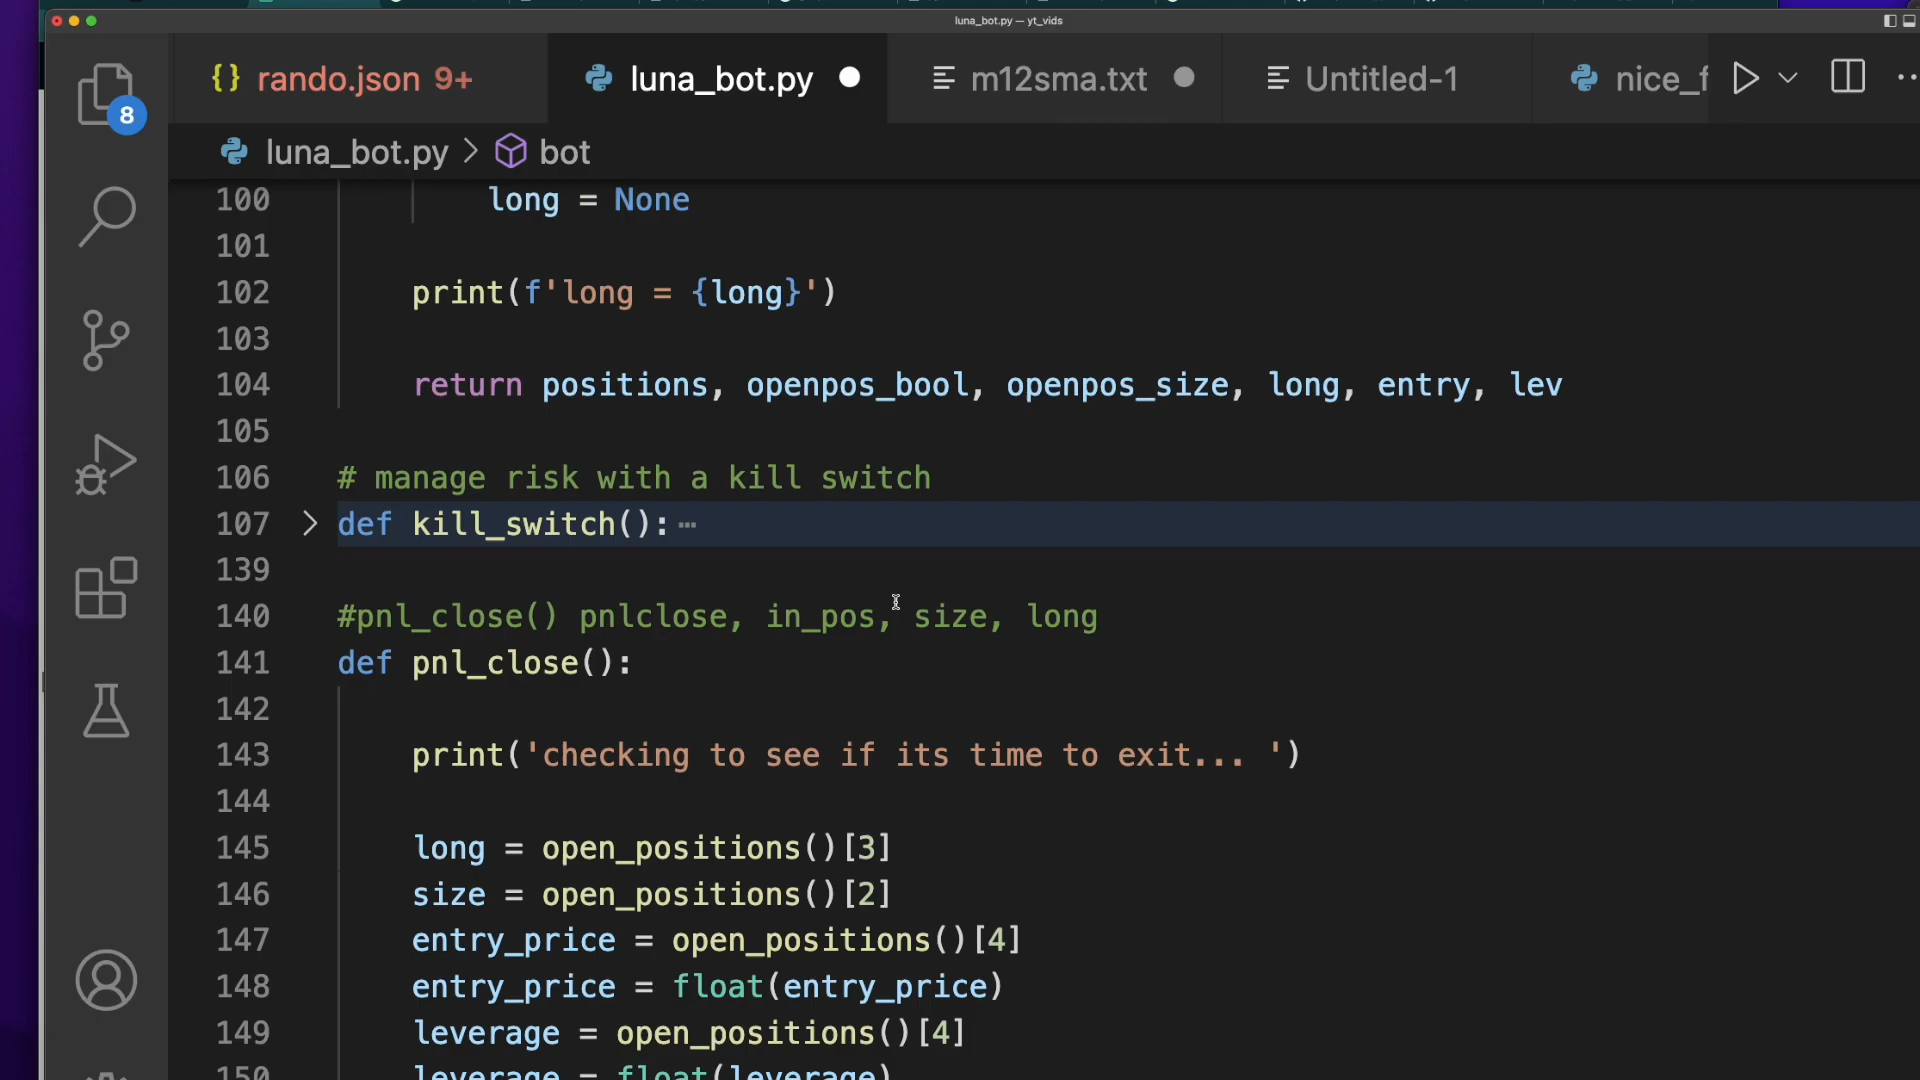 luna_bot.py — yt_vids
{} rando.json 9+
luna_bot.py
m12sma.txt
Untitled-1
nice_f
8
luna_bot.py > bot
100 long = None
101
102 print(f'long = {long}')
103
104 return positions, openpos_bool, openpos_size, long, entry, lev
105
106 # manage risk with a kill switch
107 > def kill_switch(): ⋯
139
140 #pnl_close() pnlclose, in_pos, size, long
141 def pnl_close():
142
143 print('checking to see if its time to exit... ')
144
145 long = open_positions()[3]
146 size = open_positions()[2]
147 entry_price = open_positions()[4]
148 entry_price = float(entry_price)
149 leverage = open_positions()[4]
150 leverage = float(leverage)